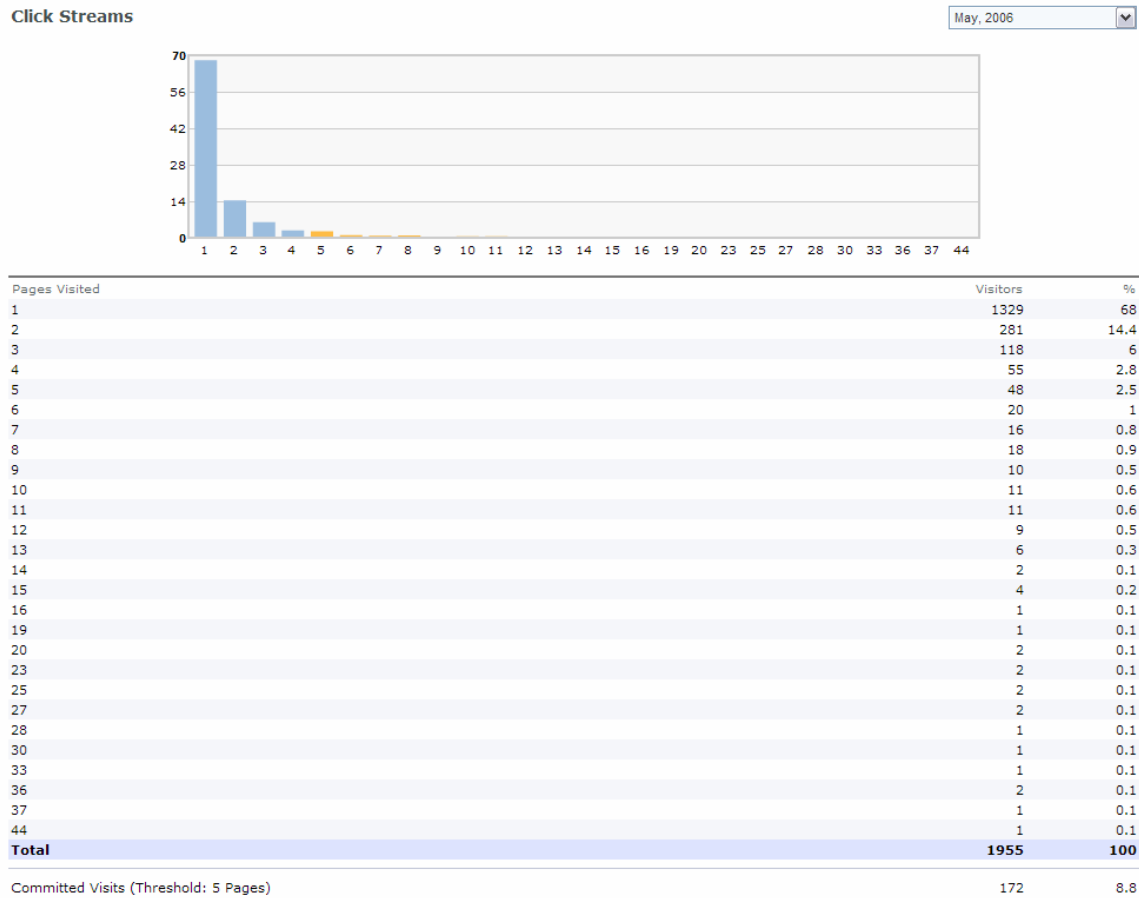 Click Streams
May, 2006
70
56
42
28
14
0
1 2 3 4 5 6 7 8 9 10 11 12 13 14 15 16 19 20 23 25 27 28 30 33 36 37 44
Pages Visited Visitors %
1 1329 68
2 281 14.4
3 118 6
4 55 2.8
5 48 2.5
6 20 1
7 16 0.8
8 18 0.9
9 10 0.5
10 11 0.6
11 11 0.6
12 9 0.5
13 6 0.3
14 2 0.1
15 4 0.2
16 1 0.1
19 1 0.1
20 2 0.1
23 2 0.1
25 2 0.1
27 2 0.1
28 1 0.1
30 1 0.1
33 1 0.1
36 2 0.1
37 1 0.1
44 1 0.1
Total 1955 100
Committed Visits (Threshold: 5 Pages) 172 8.8